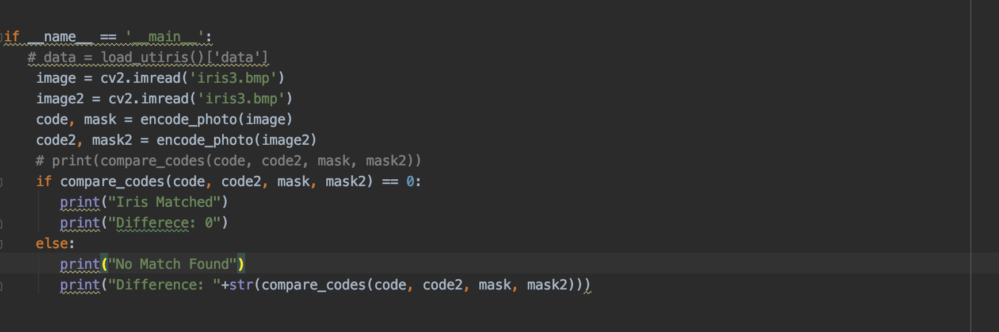 if __name__ == '__main__':
# data = load_utiris()['data']
image = cv2.imread('iris3.bmp')
image2 = cv2.imread('iris3.bmp')
code, mask = encode_photo(image)
code2, mask2 = encode_photo(image2)
# print(compare_codes(code, code2, mask, mask2))
if compare_codes(code, code2, mask, mask2) == 0:
print("Iris Matched")
print("Differece: 0")
else:
print("No Match Found")
print("Difference: "+str(compare_codes(code, code2, mask, mask2)))